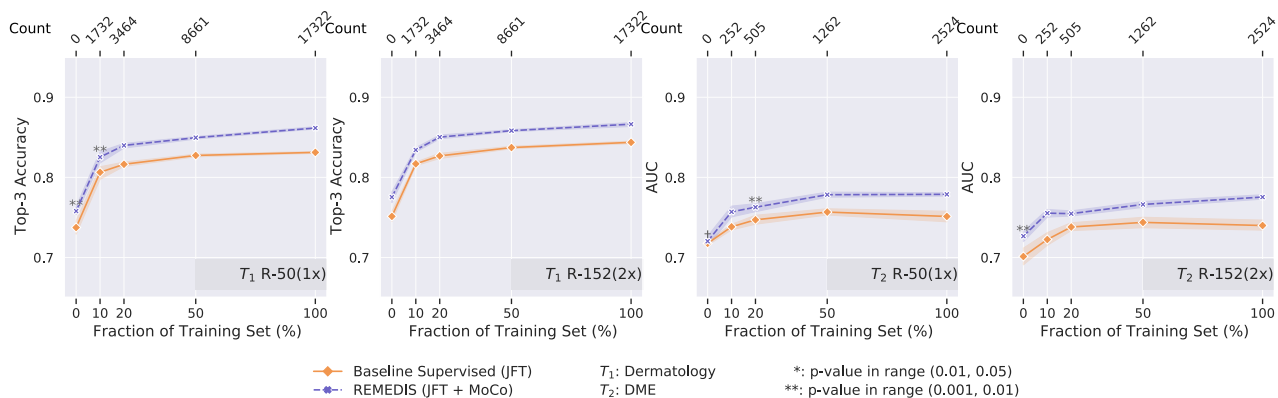 Count 0 1732 3464 8661 17322
Count 0 1732 3464 8661 17322
Count 0 252 505 1262 2524
Count 0 252 505 1262 2524
Top-3 Accuracy
0.9
0.8
0.7
**
**
T1 R-50(1x)
0 10 20 50 100
Fraction of Training Set (%)
Top-3 Accuracy
0.9
0.8
0.7
T1 R-152(2x)
0 10 20 50 100
Fraction of Training Set (%)
AUC
0.9
0.8
0.7
+
**
T2 R-50(1x)
0 10 20 50 100
Fraction of Training Set (%)
AUC
0.9
0.8
0.7
**
T2 R-152(2x)
0 10 20 50 100
Fraction of Training Set (%)
Baseline Supervised (JFT) T1: Dermatology *: p-value in range (0.01, 0.05)
REMEDIS (JFT + MoCo) T2: DME **: p-value in range (0.001, 0.01)